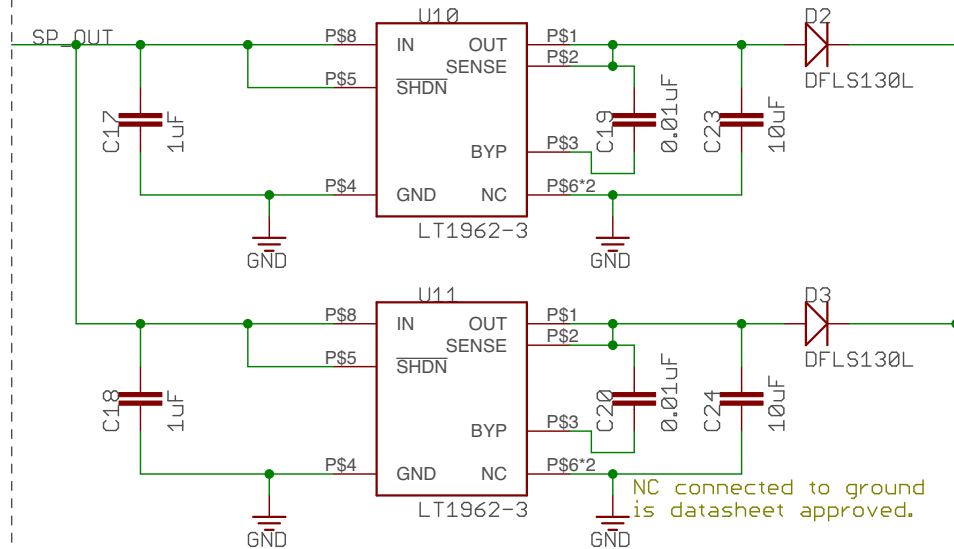 U10
D2
SP_OUT
P$8
IN
OUT
P$1
SENSE
P$2
P$5
SHDN
DFLS130L
C17
1uF
C19
0.01uF
C23
10uF
BYP
P$3
P$4
GND
NC
P$6*2
LT1962-3
GND
GND
U11
D3
P$8
IN
OUT
P$1
SENSE
P$2
P$5
SHDN
DFLS130L
C18
1uF
C20
0.01uF
C24
10uF
BYP
P$3
P$4
GND
NC
P$6*2
NC connected to ground
is datasheet approved.
LT1962-3
GND
GND